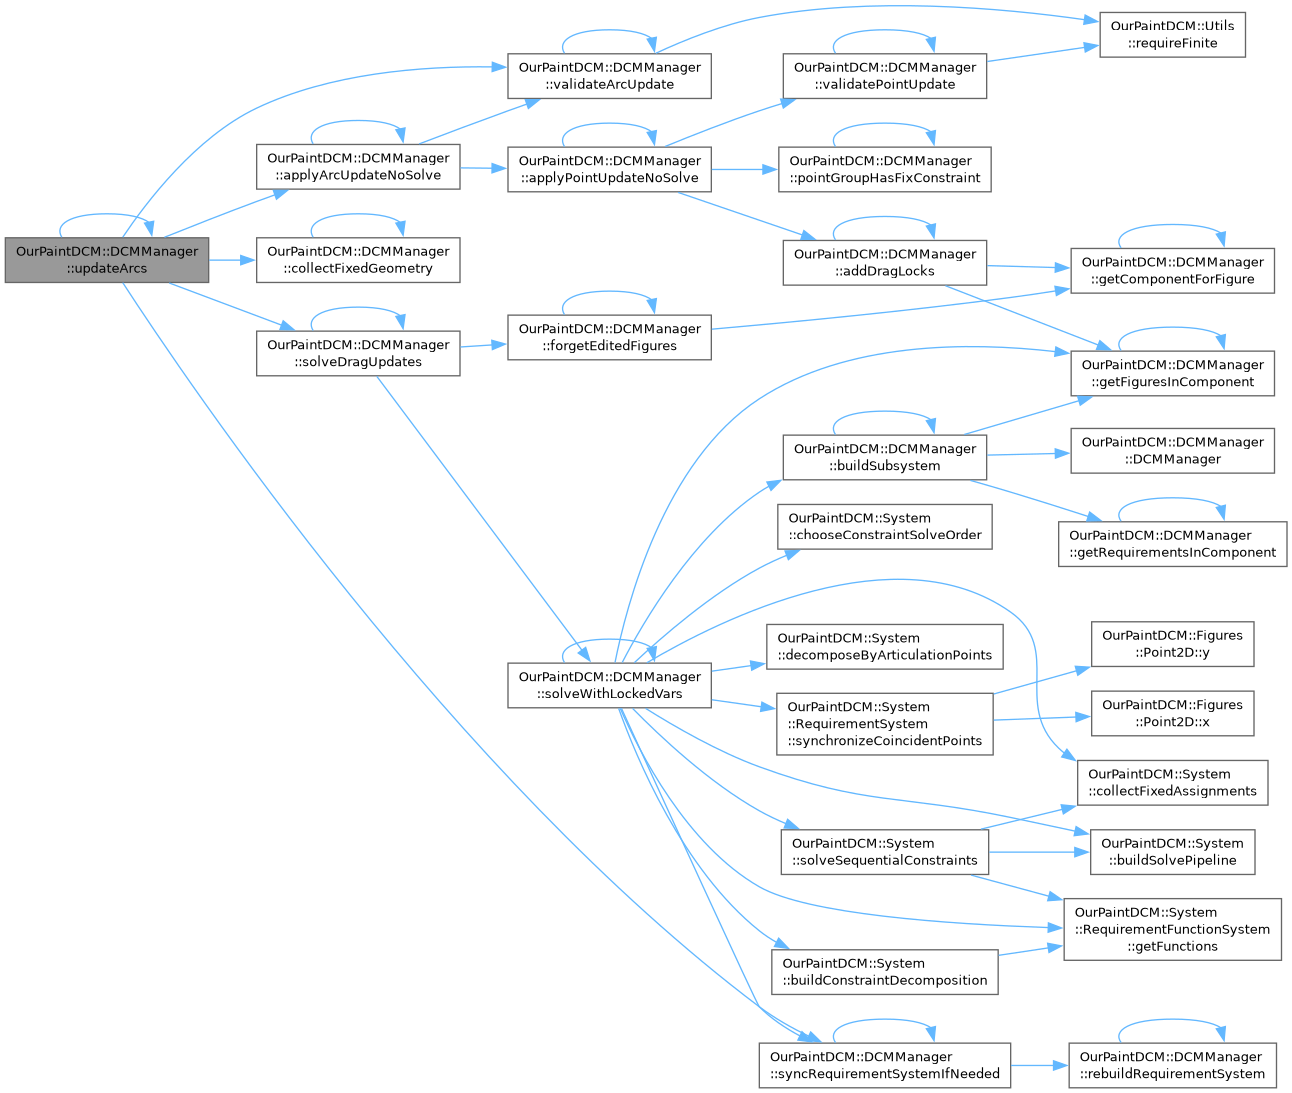 OurPaintDCM::DCMManager
::updateArcs
OurPaintDCM::DCMManager
::applyArcUpdateNoSolve
OurPaintDCM::DCMManager
::collectFixedGeometry
OurPaintDCM::DCMManager
::solveDragUpdates
OurPaintDCM::DCMManager
::validateArcUpdate
OurPaintDCM::DCMManager
::applyPointUpdateNoSolve
OurPaintDCM::DCMManager
::forgetEditedFigures
OurPaintDCM::DCMManager
::solveWithLockedVars
OurPaintDCM::DCMManager
::validatePointUpdate
OurPaintDCM::DCMManager
::pointGroupHasFixConstraint
OurPaintDCM::DCMManager
::addDragLocks
OurPaintDCM::DCMManager
::buildSubsystem
OurPaintDCM::System
::chooseConstraintSolveOrder
OurPaintDCM::System
::decomposeByArticulationPoints
OurPaintDCM::System
::RequirementSystem
::synchronizeCoincidentPoints
OurPaintDCM::System
::solveSequentialConstraints
OurPaintDCM::System
::buildConstraintDecomposition
OurPaintDCM::DCMManager
::syncRequirementSystemIfNeeded
OurPaintDCM::Utils
::requireFinite
OurPaintDCM::DCMManager
::getComponentForFigure
OurPaintDCM::DCMManager
::getFiguresInComponent
OurPaintDCM::DCMManager
::DCMManager
OurPaintDCM::DCMManager
::getRequirementsInComponent
OurPaintDCM::Figures
::Point2D::y
OurPaintDCM::Figures
::Point2D::x
OurPaintDCM::System
::collectFixedAssignments
OurPaintDCM::System
::buildSolvePipeline
OurPaintDCM::System
::RequirementFunctionSystem
::getFunctions
OurPaintDCM::DCMManager
::rebuildRequirementSystem